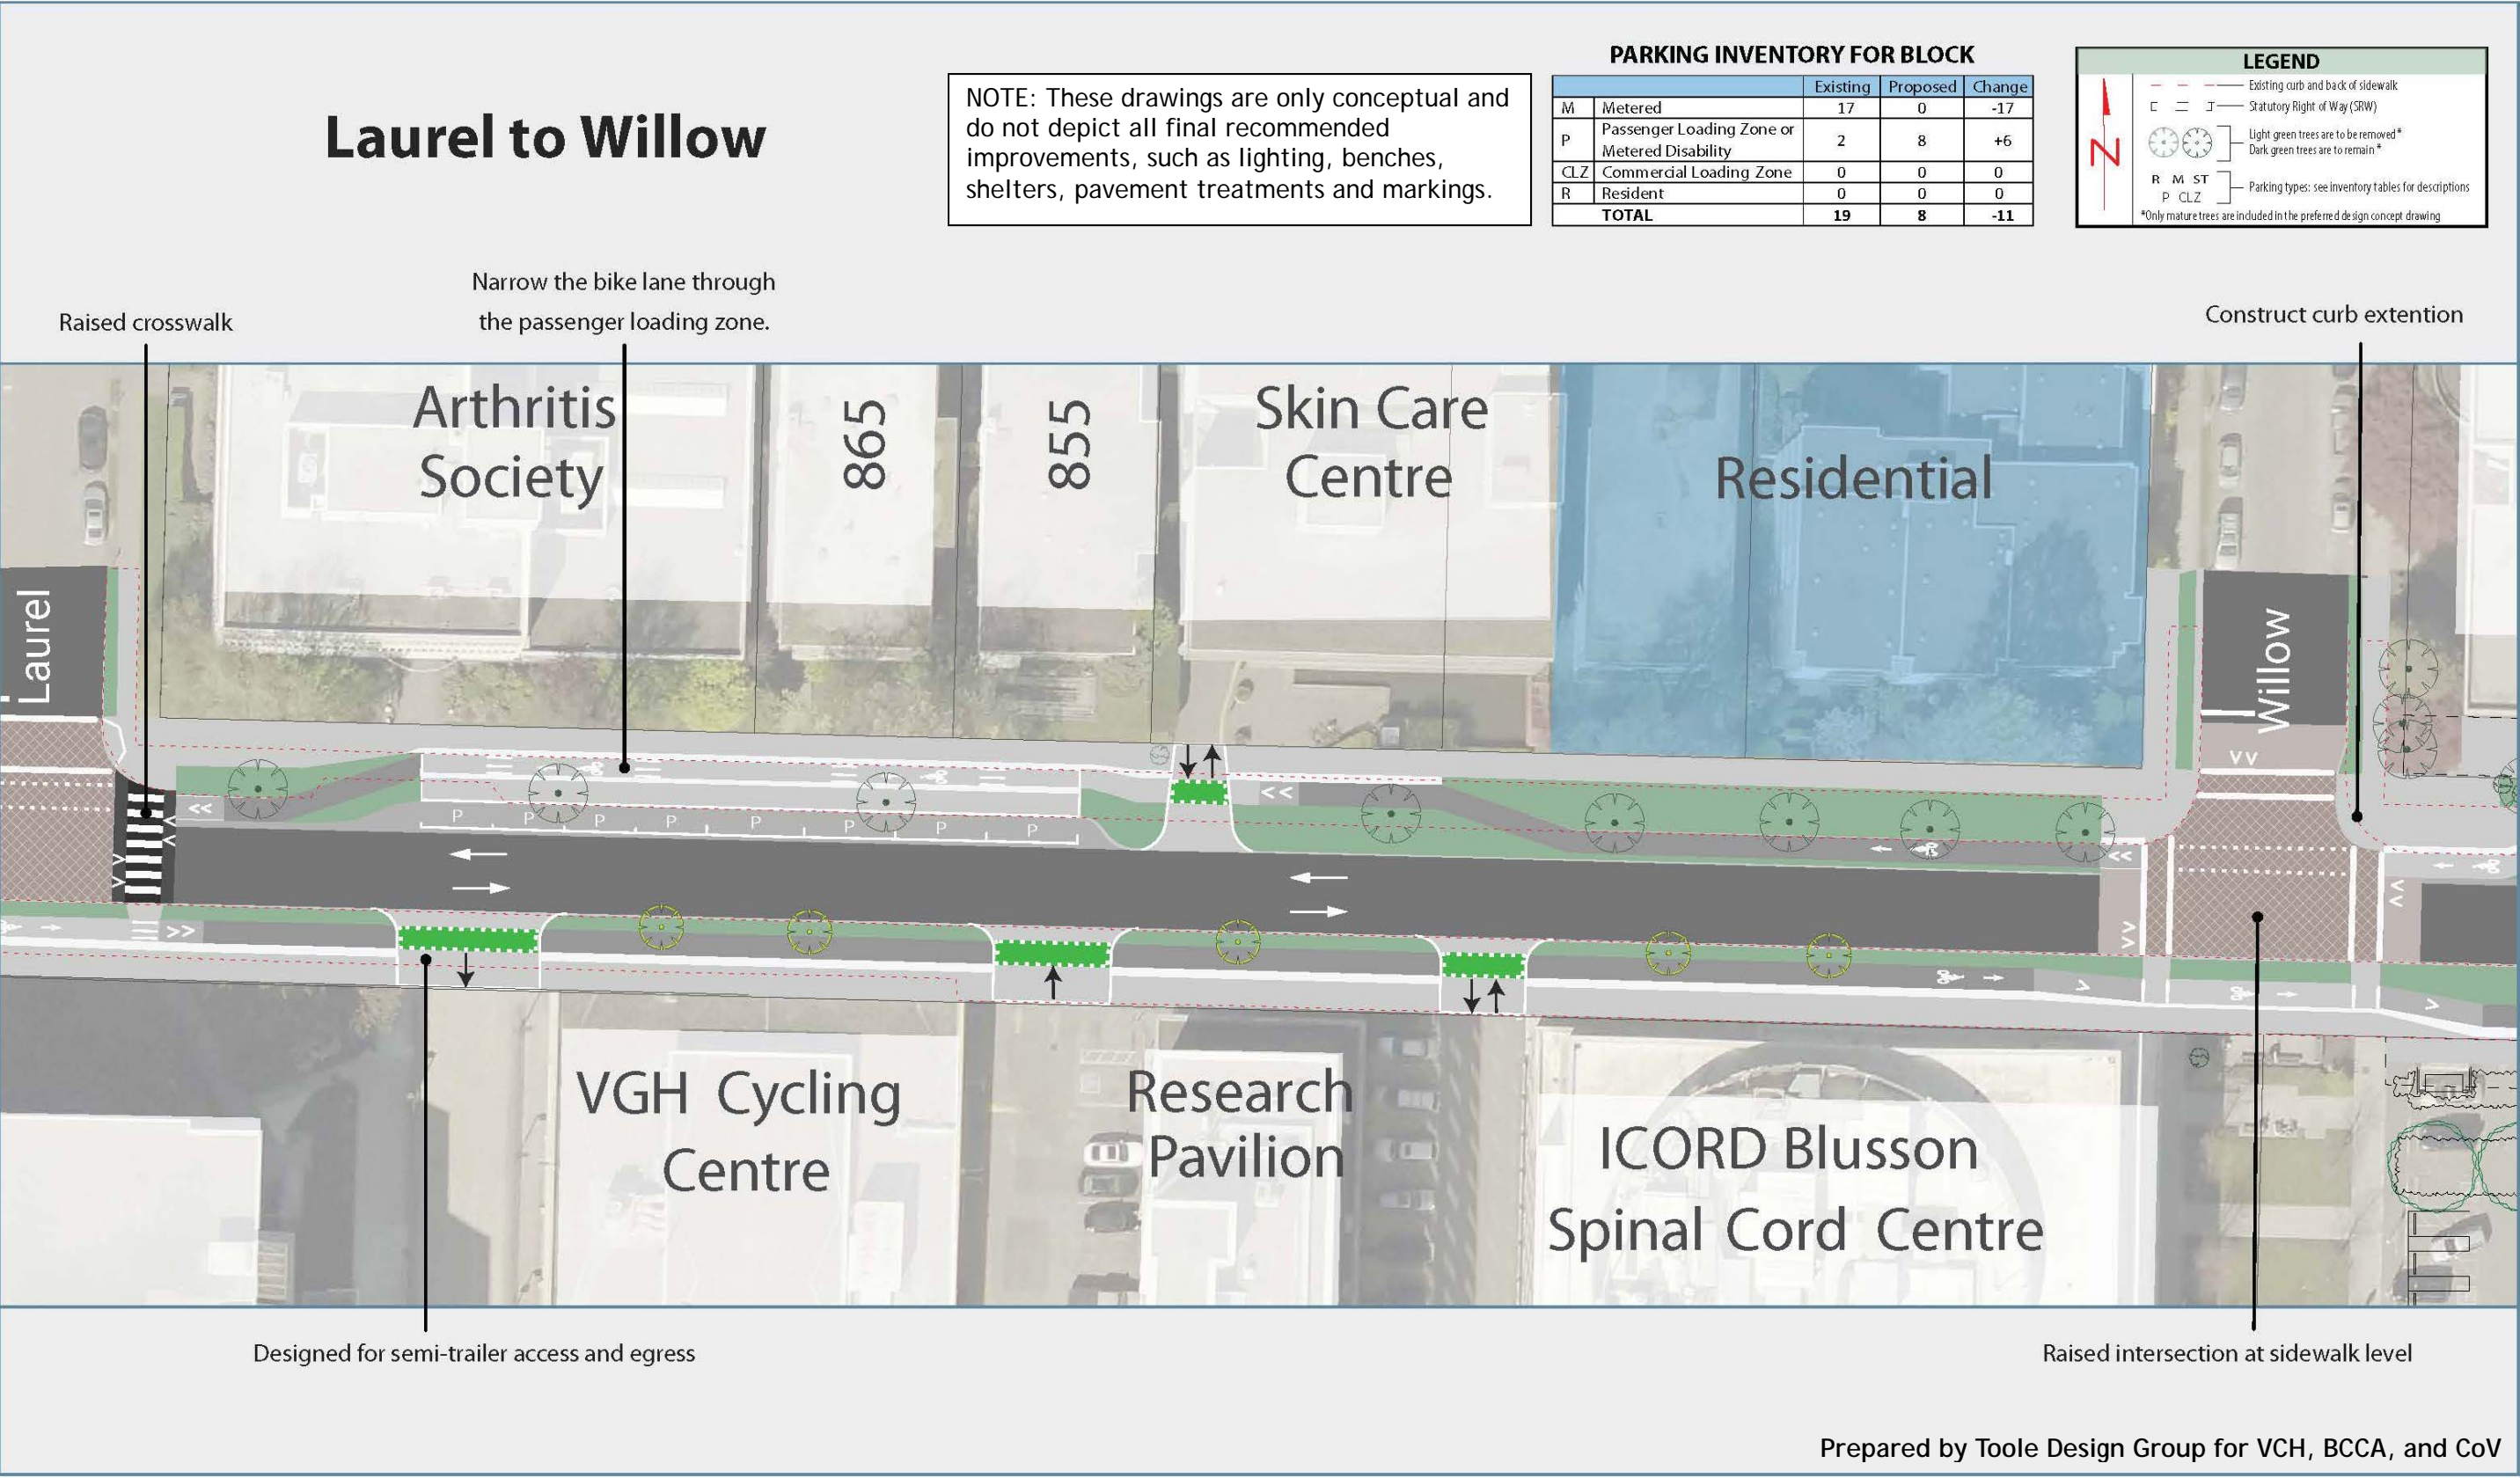 Laurel to Willow
NOTE: These drawings are only conceptual and
do not depict all final recommended
improvements, such as lighting, benches,
shelters, pavement treatments and markings.
PARKING INVENTORY FOR BLOCK
Existing Proposed Change
M Metered 17 0 -17
P Passenger Loading Zone or
Metered Disability 2 8 +6
CLZ Commercial Loading Zone 0 0 0
R Resident 0 0 0
TOTAL 19 8 -11
LEGEND
N
Existing curb and back of sidewalk
Statutory Right of Way (SRW)
Light green trees are to be removed*
Dark green trees are to remain *
R M ST
P CLZ
Parking types: see inventory tables for descriptions
*Only mature trees are included in the preferred design concept drawing
Raised crosswalk
Narrow the bike lane through
the passenger loading zone.
Construct curb extention
Arthritis
Society
865
855
Skin Care
Centre
Residential
Laurel
Willow
P P P P P P P P
VGH Cycling
Centre
Research
Pavilion
ICORD Blusson
Spinal Cord Centre
Designed for semi-trailer access and egress
Raised intersection at sidewalk level
Prepared by Toole Design Group for VCH, BCCA, and CoV